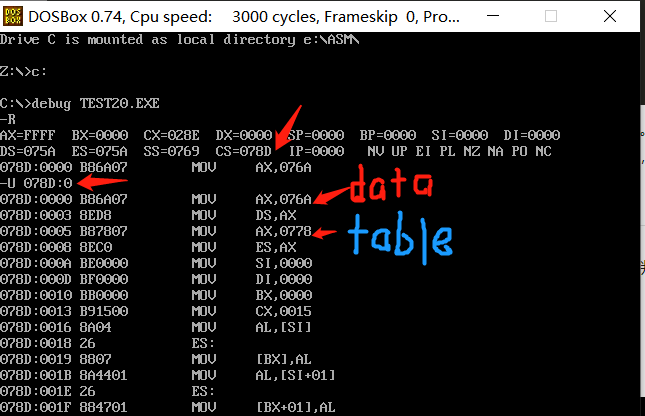 DOSBox 0.74, Cpu speed:    3000 cycles, Frameskip  0, Pro...
Drive C is mounted as local directory e:\ASM\
Z:\>c:
C:\>debug TEST20.EXE
-R
AX=FFFF  BX=0000  CX=028E  DX=0000  SP=0000  BP=0000  SI=0000  DI=0000
DS=075A  ES=075A  SS=0769  CS=078D  IP=0000   NV UP EI PL NZ NA PO NC
078D:0000 B86A07        MOV     AX,076A
-U 078D:0
078D:0000 B86A07        MOV     AX,076A data
078D:0003 8ED8          MOV     DS,AX
078D:0005 B87807        MOV     AX,0778 table
078D:0008 8EC0          MOV     ES,AX
078D:000A BE0000        MOV     SI,0000
078D:000D BF0000        MOV     DI,0000
078D:0010 BB0000        MOV     BX,0000
078D:0013 B91500        MOV     CX,0015
078D:0016 8A04          MOV     AL,[SI]
078D:0018 26            ES:
078D:0019 8807          MOV     [BX],AL
078D:001B 8A4401        MOV     AL,[SI+01]
078D:001E 26            ES:
078D:001F 884701        MOV     [BX+01],AL